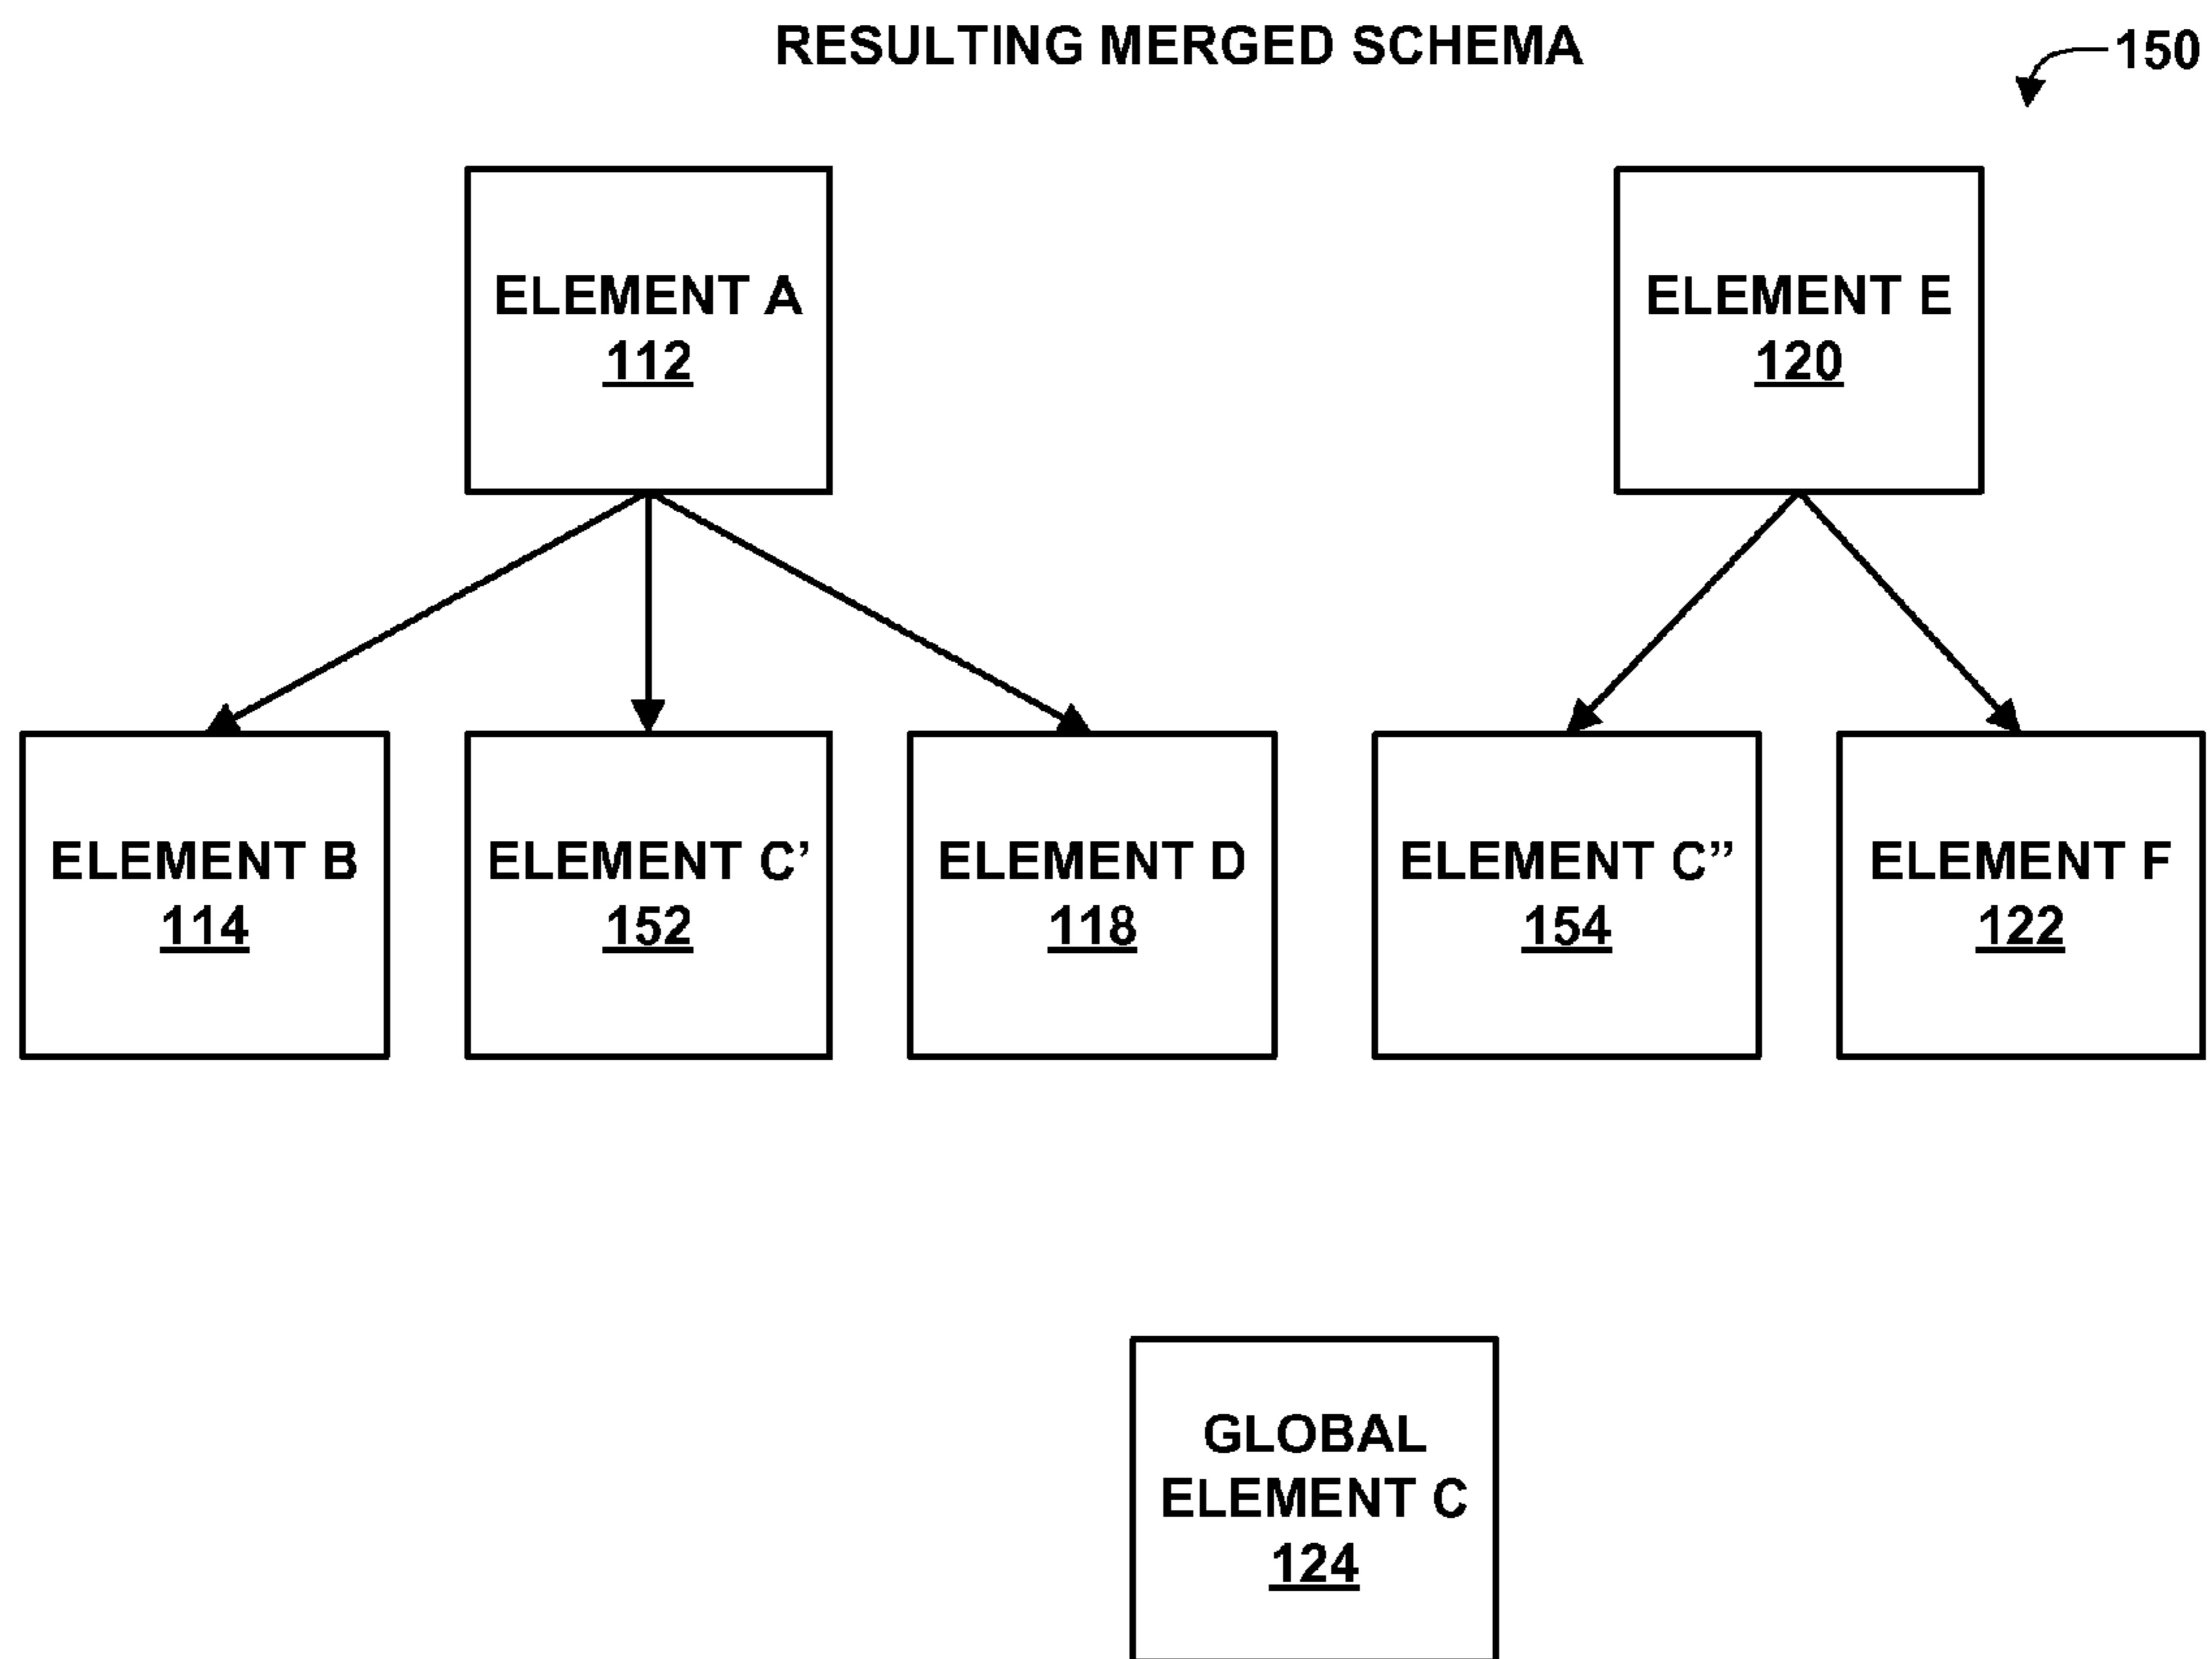 RESULTING MERGED SCHEMA
150
ELEMENT A
112
ELEMENT E
120
ELEMENT B
114
ELEMENT C’
152
ELEMENT D
118
ELEMENT C”
154
ELEMENT F
122
GLOBAL
ELEMENT C
124